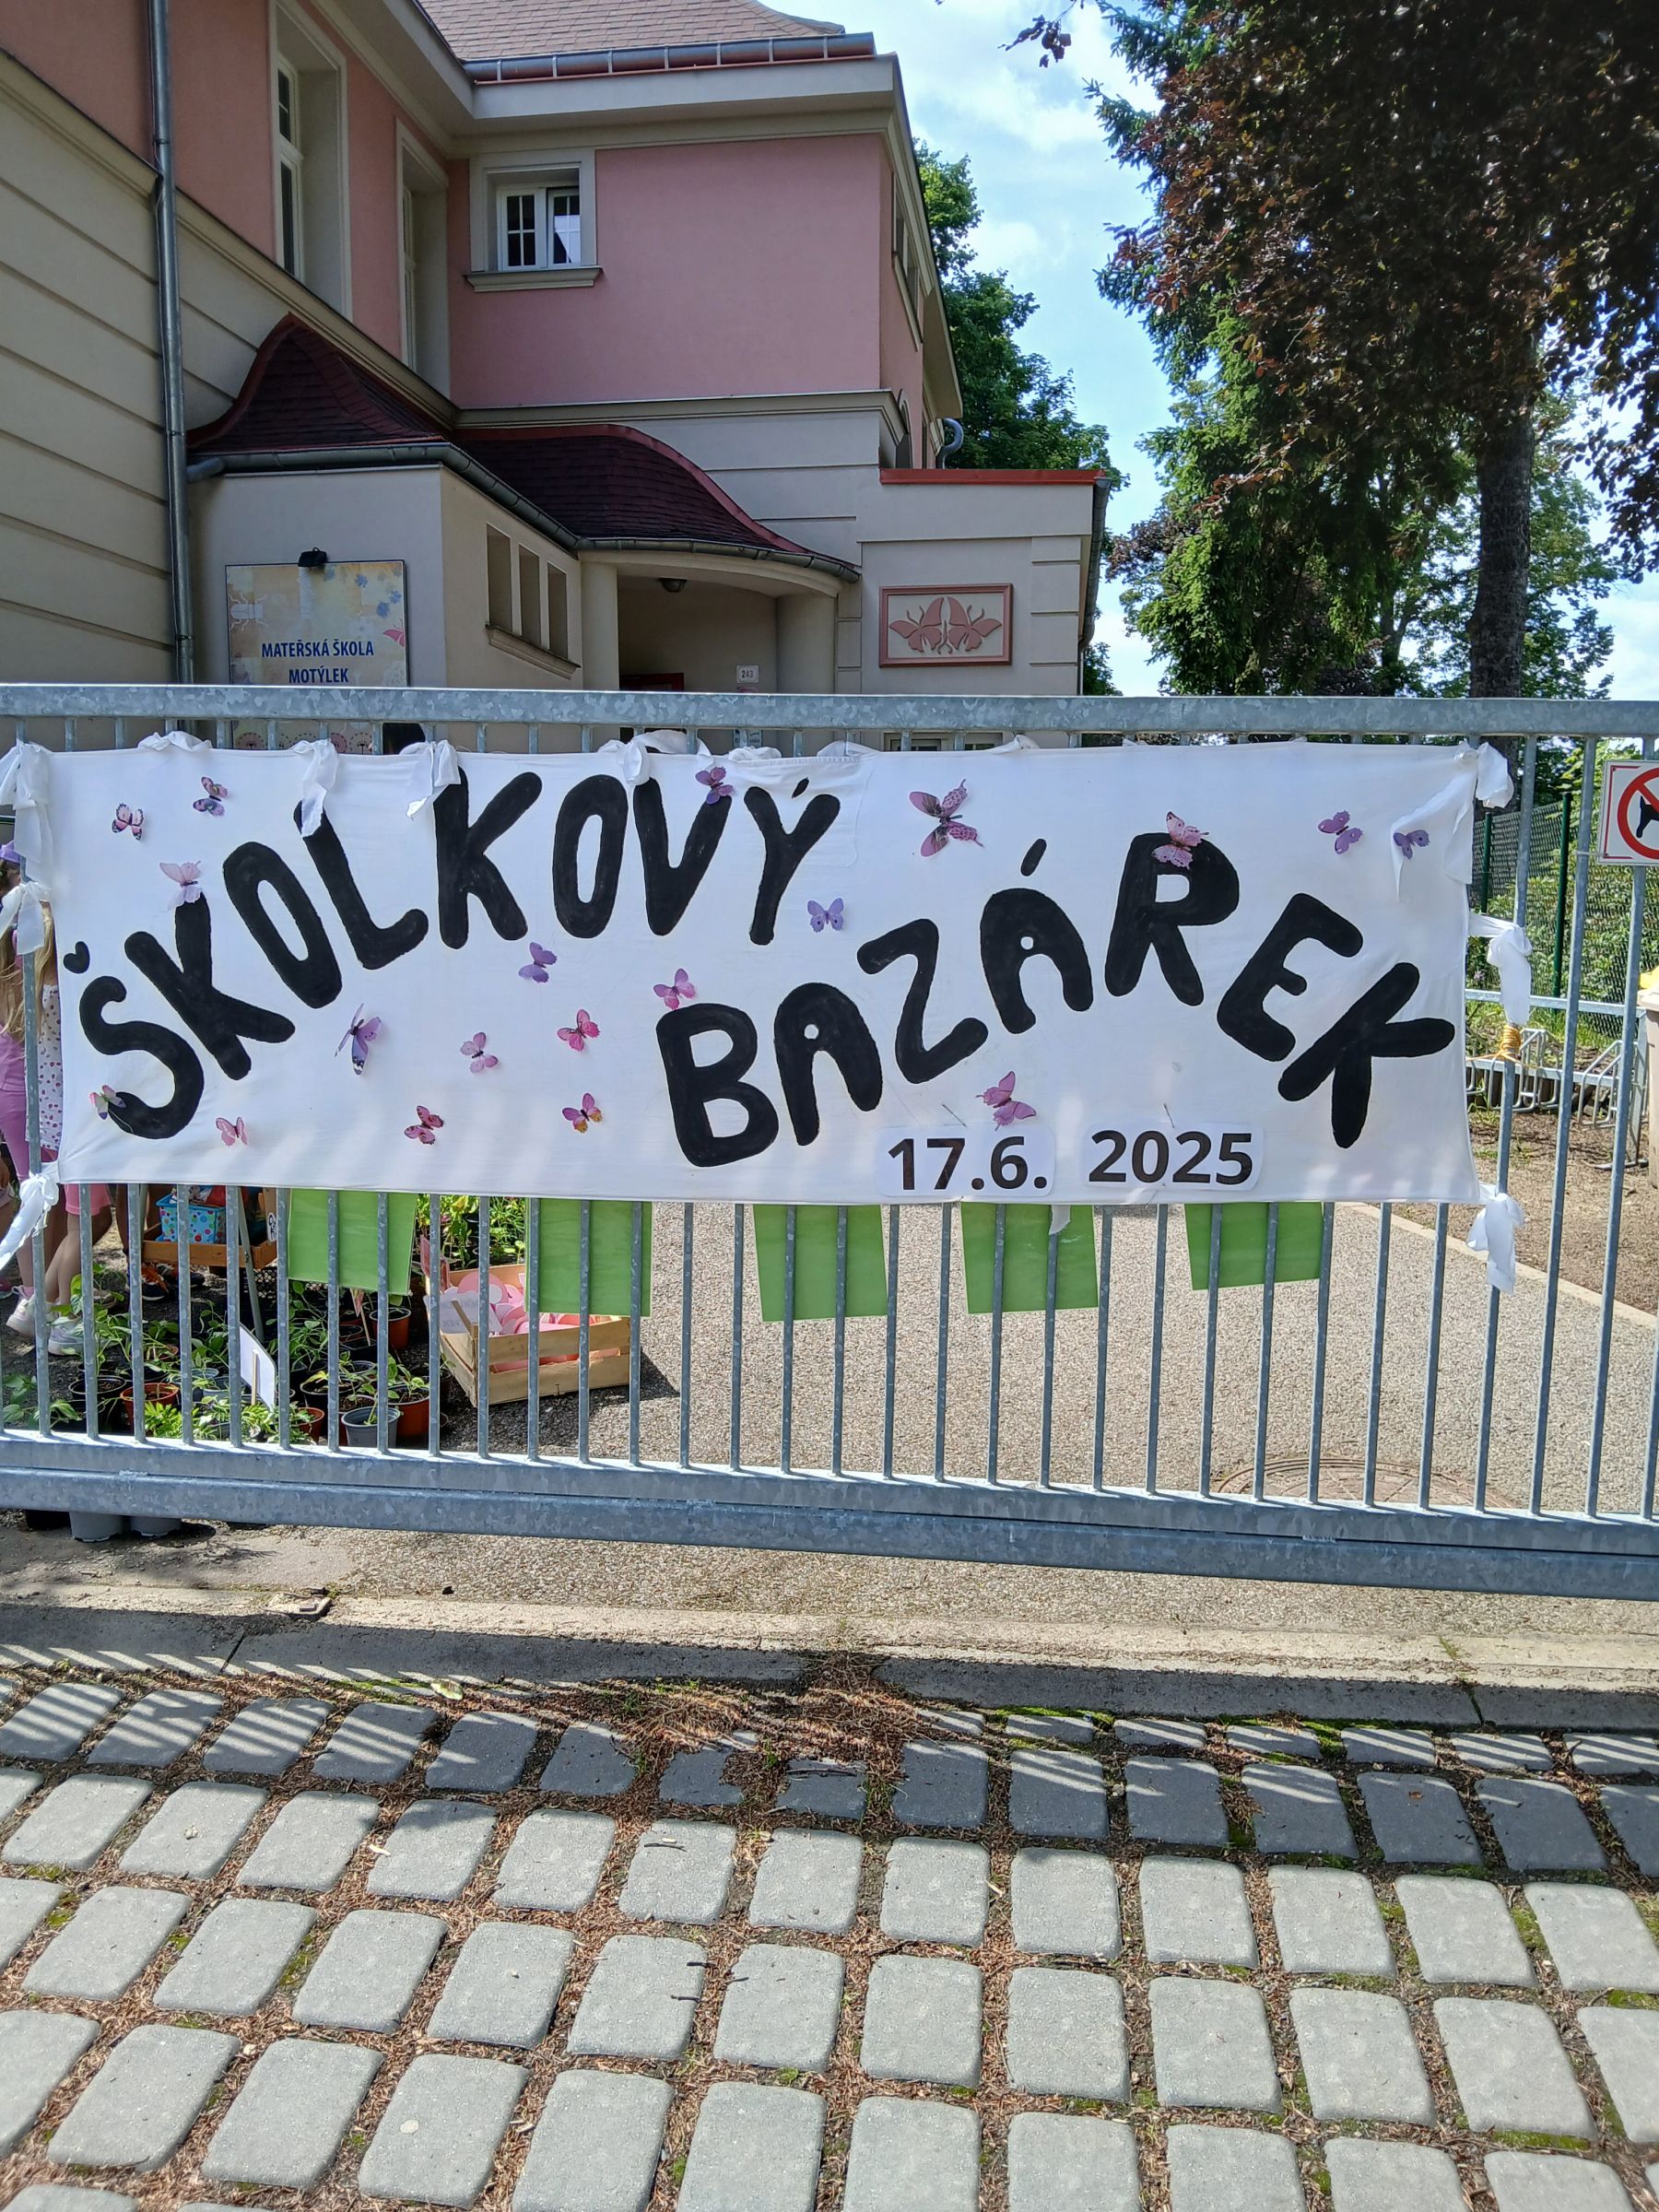 MATEŘSKÁ ŠKOLA
MOTÝLEK
243
ŠKOLKOVÝ
BAZÁREK
17.6. 2025